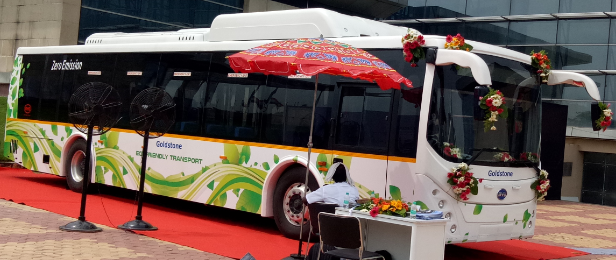 Zero Emission
Goldstone
ECO FRIENDLY TRANSPORT
Goldstone